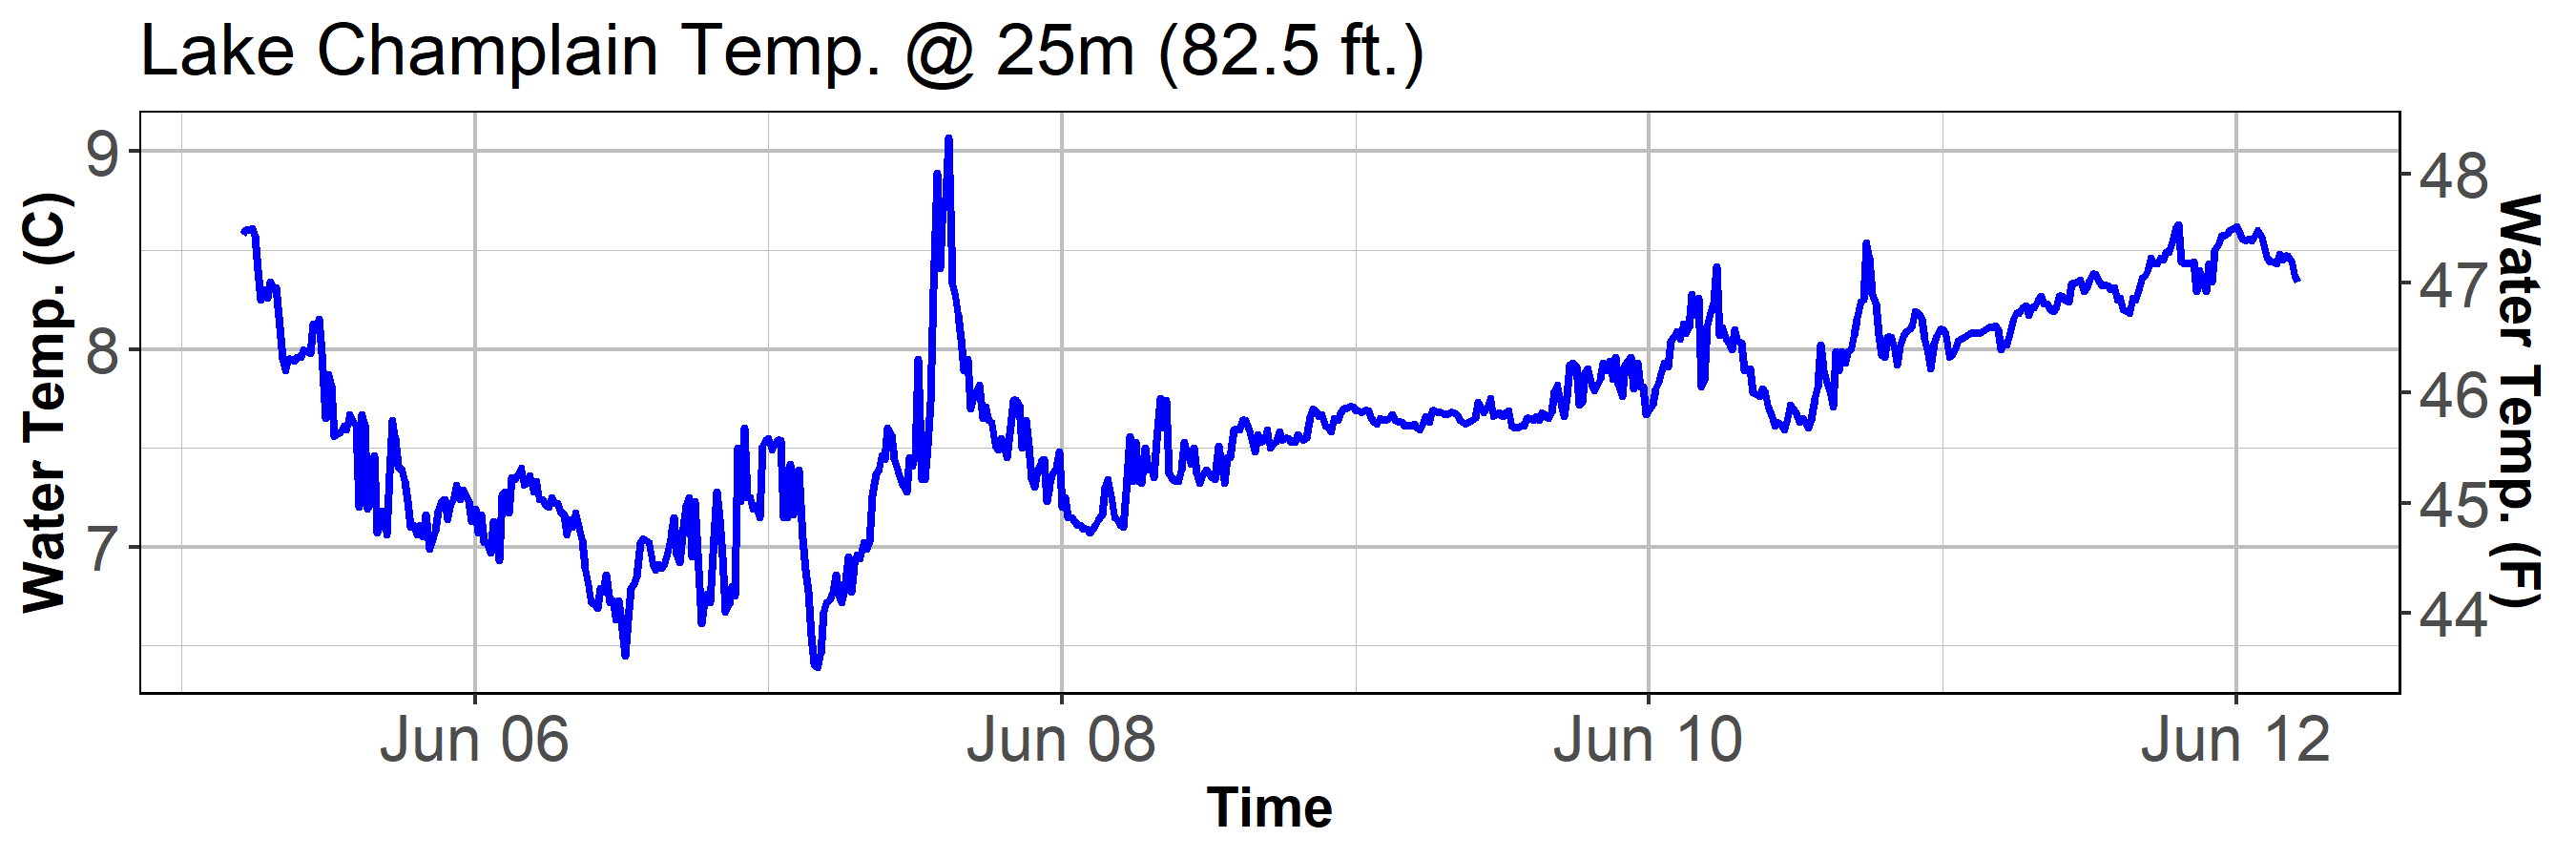 Lake Champlain Temp. @ 25m (82.5 ft.)
Water Temp. (C)
9
8
7
48
47
46
45
44
Water Temp. (F)
Jun 06 Jun 08 Jun 10 Jun 12
Time